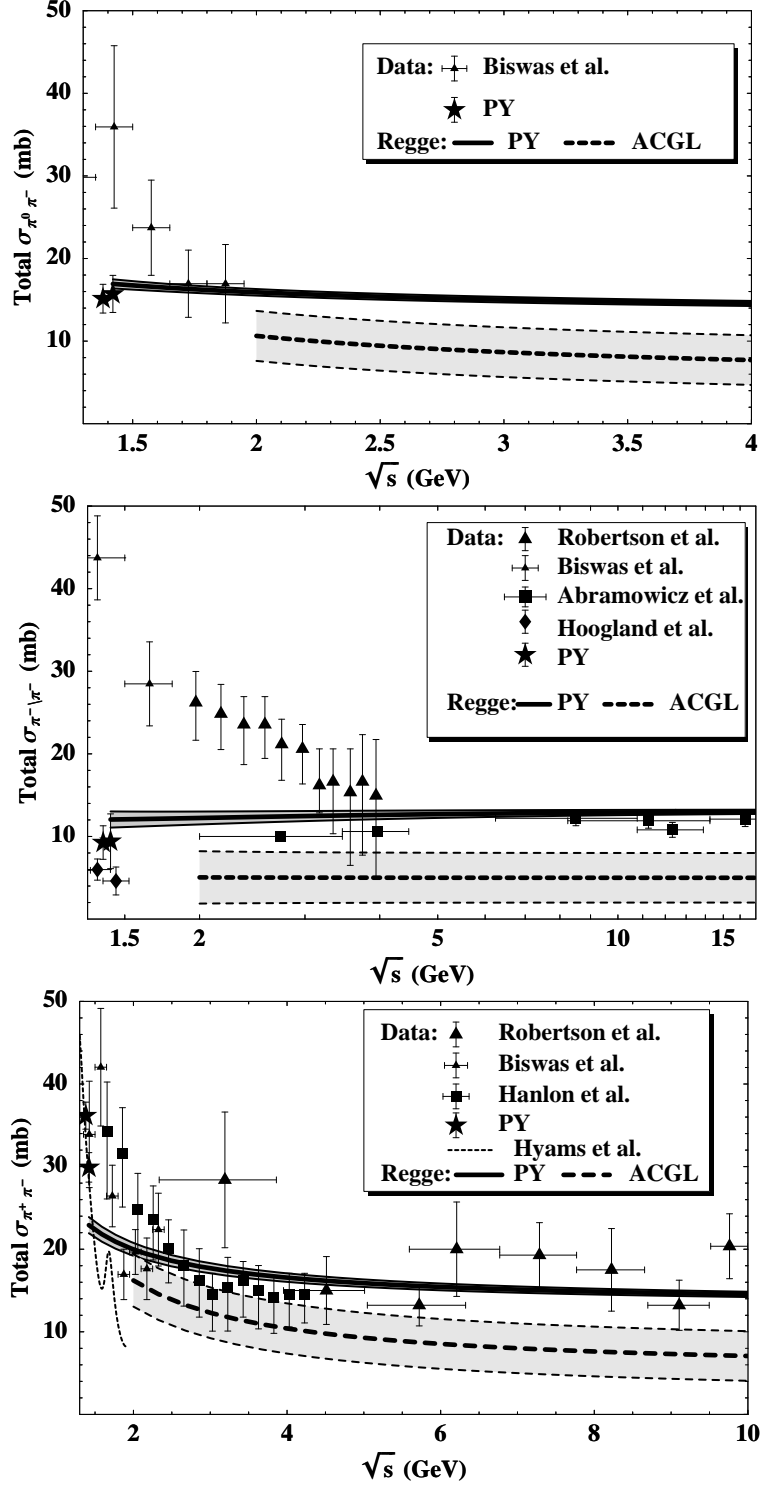 50
40
30
20
10
Total σπ⁰ π⁻ (mb)
Data: Biswas et al.
PY
Regge: PY ACGL
1.5 2 2.5 3 3.5 4
√s (GeV)
50
40
30
20
10
Total σπ⁻\π⁻ (mb)
Data: Robertson et al.
Biswas et al.
Abramowicz et al.
Hoogland et al.
PY
Regge: PY ACGL
1.5 2 5 10 15
√s (GeV)
50
40
30
20
10
Total σπ⁺ π⁻ (mb)
Data: Robertson et al.
Biswas et al.
Hanlon et al.
PY
Hyams et al.
Regge: PY ACGL
2 4 6 8 10
√s (GeV)